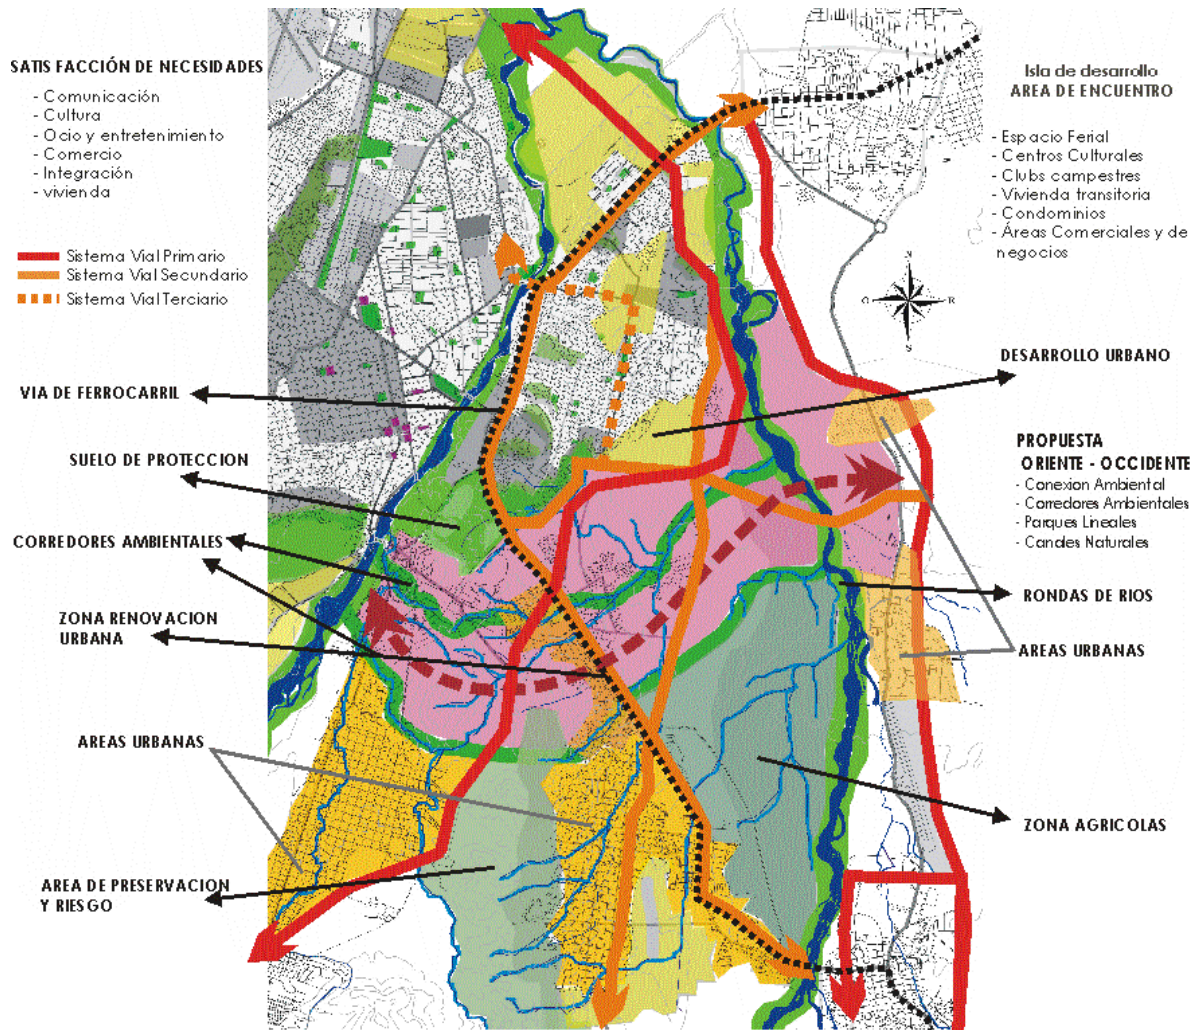 SATIS FACCIÓN DE NECESIDADES
- Comunicación
- Cultura
- Ocio y entretenimiento
- Comercio
- Integración
- vivienda
Sistema Vial Primario
Sistema Vial Secundario
Sistema Vial Terciario
VIA DE FERROCARRIL
SUELO DE PROTECCION
CORREDORES AMBIENTALES
ZONA RENOVACION
URBANA
AREAS URBANAS
AREA DE PRESERVACION
Y RIESGO
Isla de desarrollo
AREA DE ENCUENTRO
- Espacio Ferial
- Centros Culturales
- Clubs campestres
- Vivienda transitoria
- Condominios
- Áreas Comerciales y de
negocios
N
O
R
S
DESARROLLO URBANO
PROPUESTA
ORIENTE - OCCIDENTE
- Conexion Ambiental
- Corredores Ambientales
- Parques Lineales
- Canales Naturales
RONDAS DE RIOS
AREAS URBANAS
ZONA AGRICOLAS